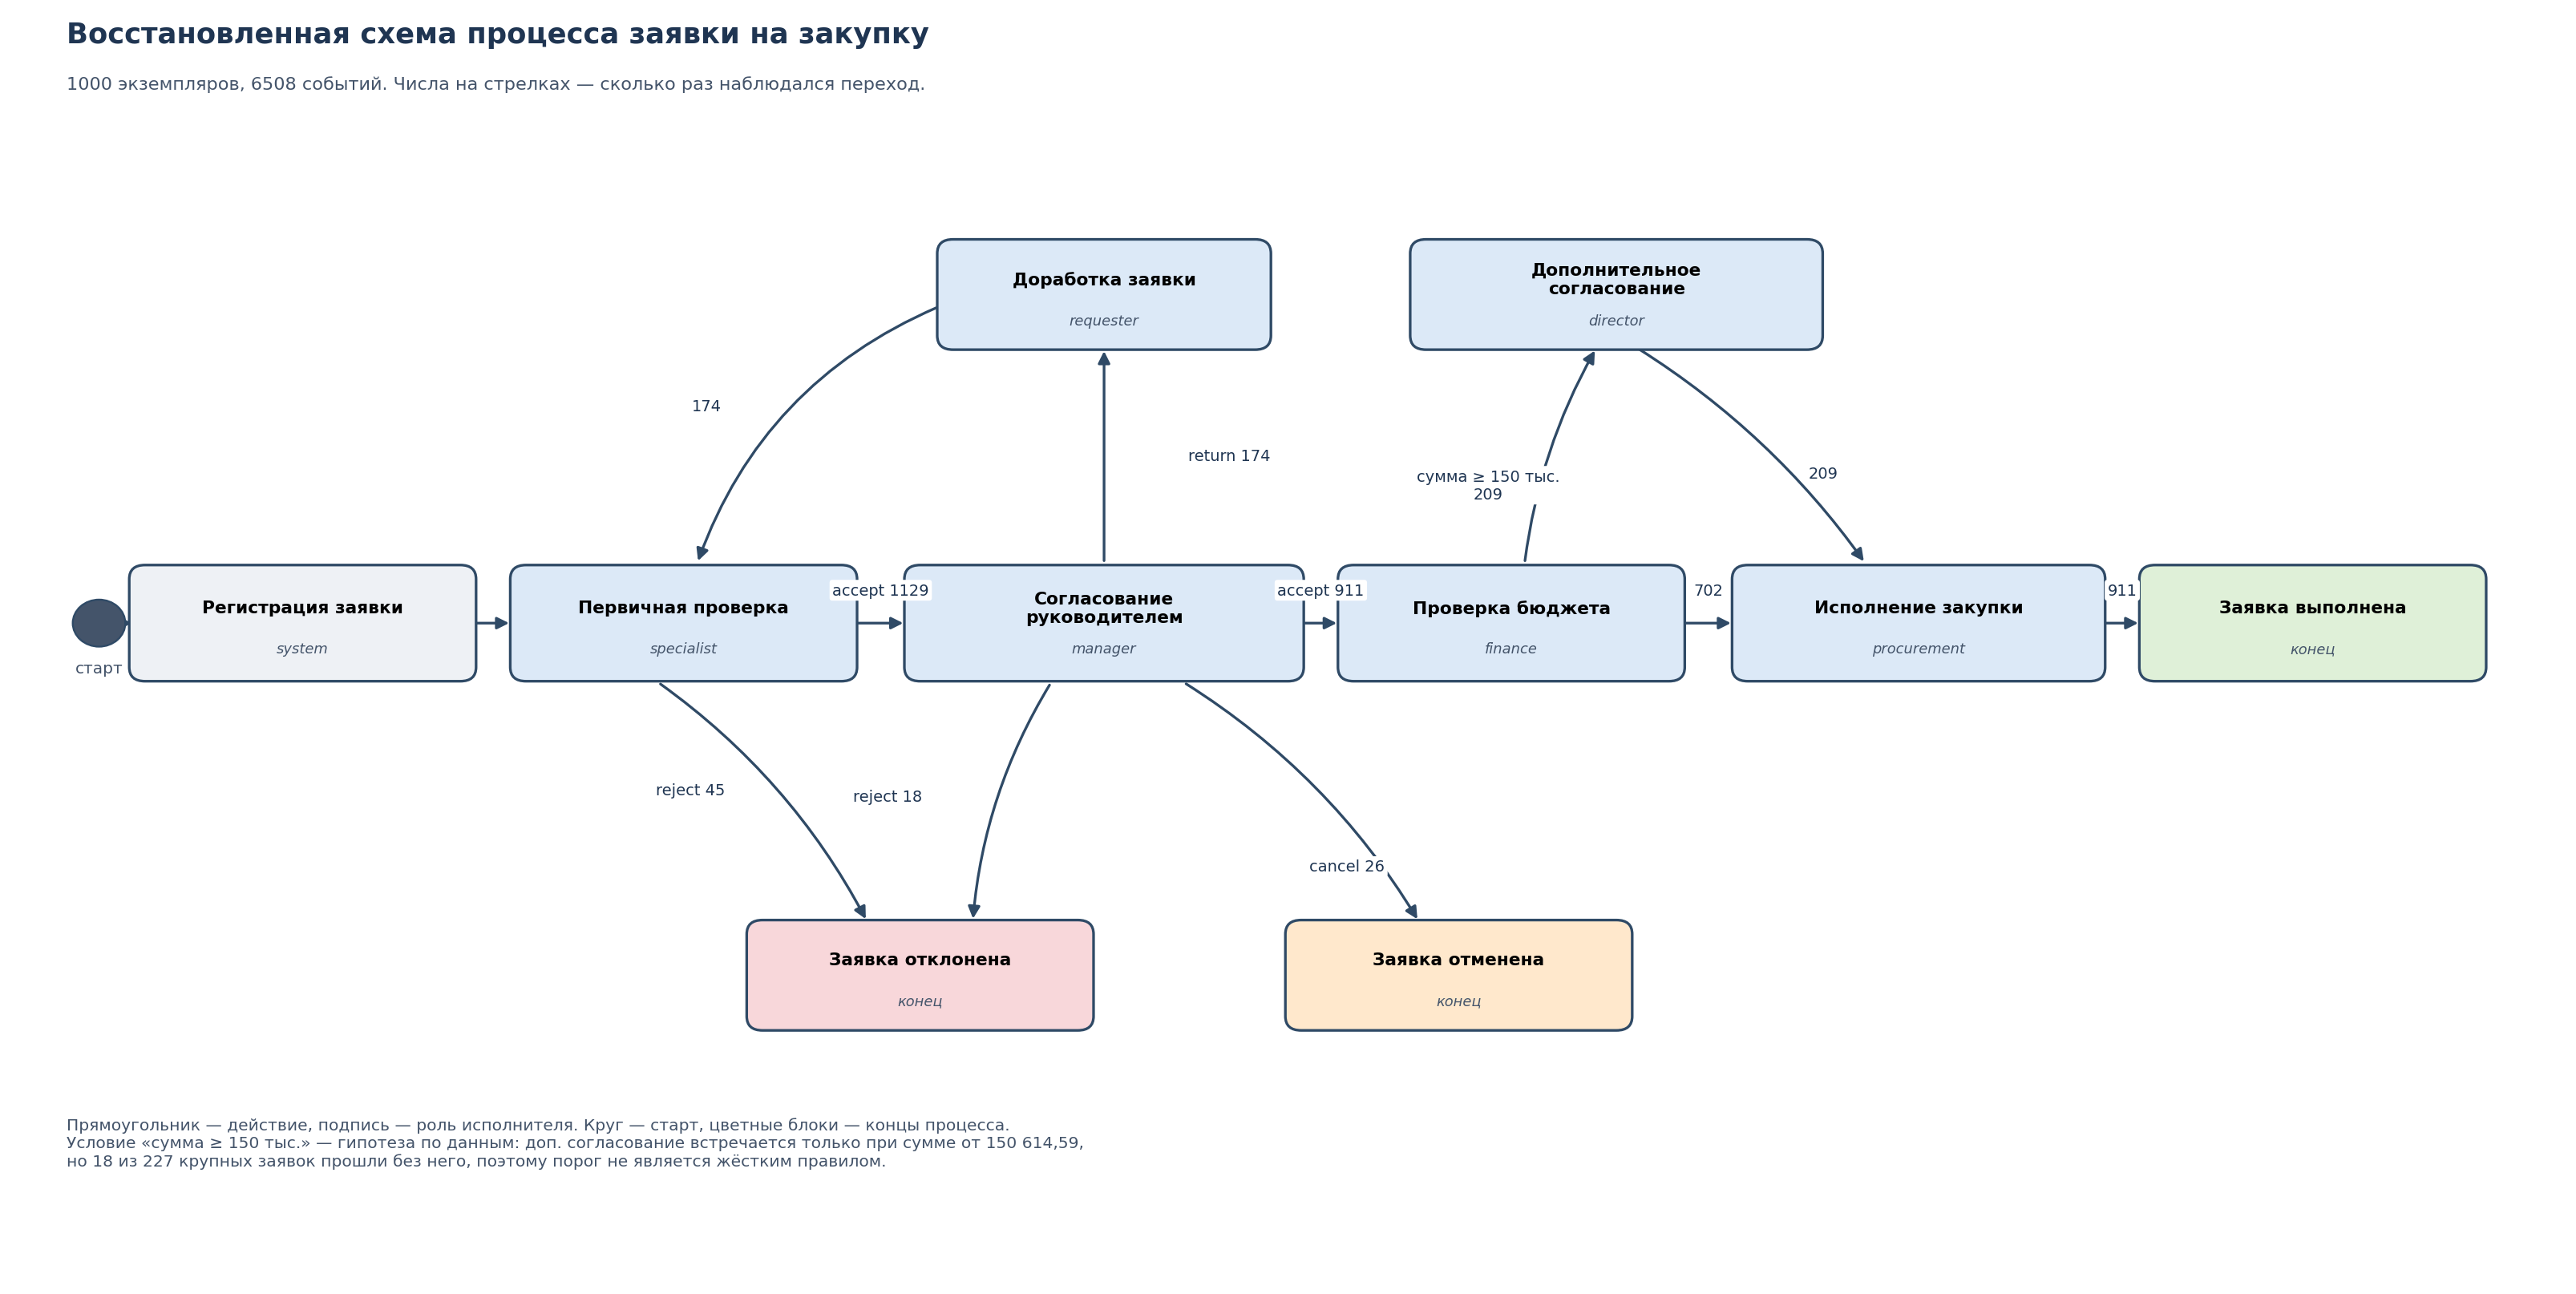 Восстановленная схема процесса заявки на закупку
1000 экземпляров, 6508 событий. Числа на стрелках — сколько раз наблюдался переход.
Доработка заявки
requester
Дополнительное
согласование
director
174
return 174
сумма ≥ 150 тыс.
209
209
старт
Регистрация заявки
system
Первичная проверка
specialist
accept 1129
Согласование
руководителем
manager
accept 911
Проверка бюджета
finance
702
Исполнение закупки
procurement
911
Заявка выполнена
конец
reject 45
reject 18
cancel 26
Заявка отклонена
конец
Заявка отменена
конец
Прямоугольник — действие, подпись — роль исполнителя. Круг — старт, цветные блоки — концы процесса.
Условие «сумма ≥ 150 тыс.» — гипотеза по данным: доп. согласование встречается только при сумме от 150 614,59,
но 18 из 227 крупных заявок прошли без него, поэтому порог не является жёстким правилом.